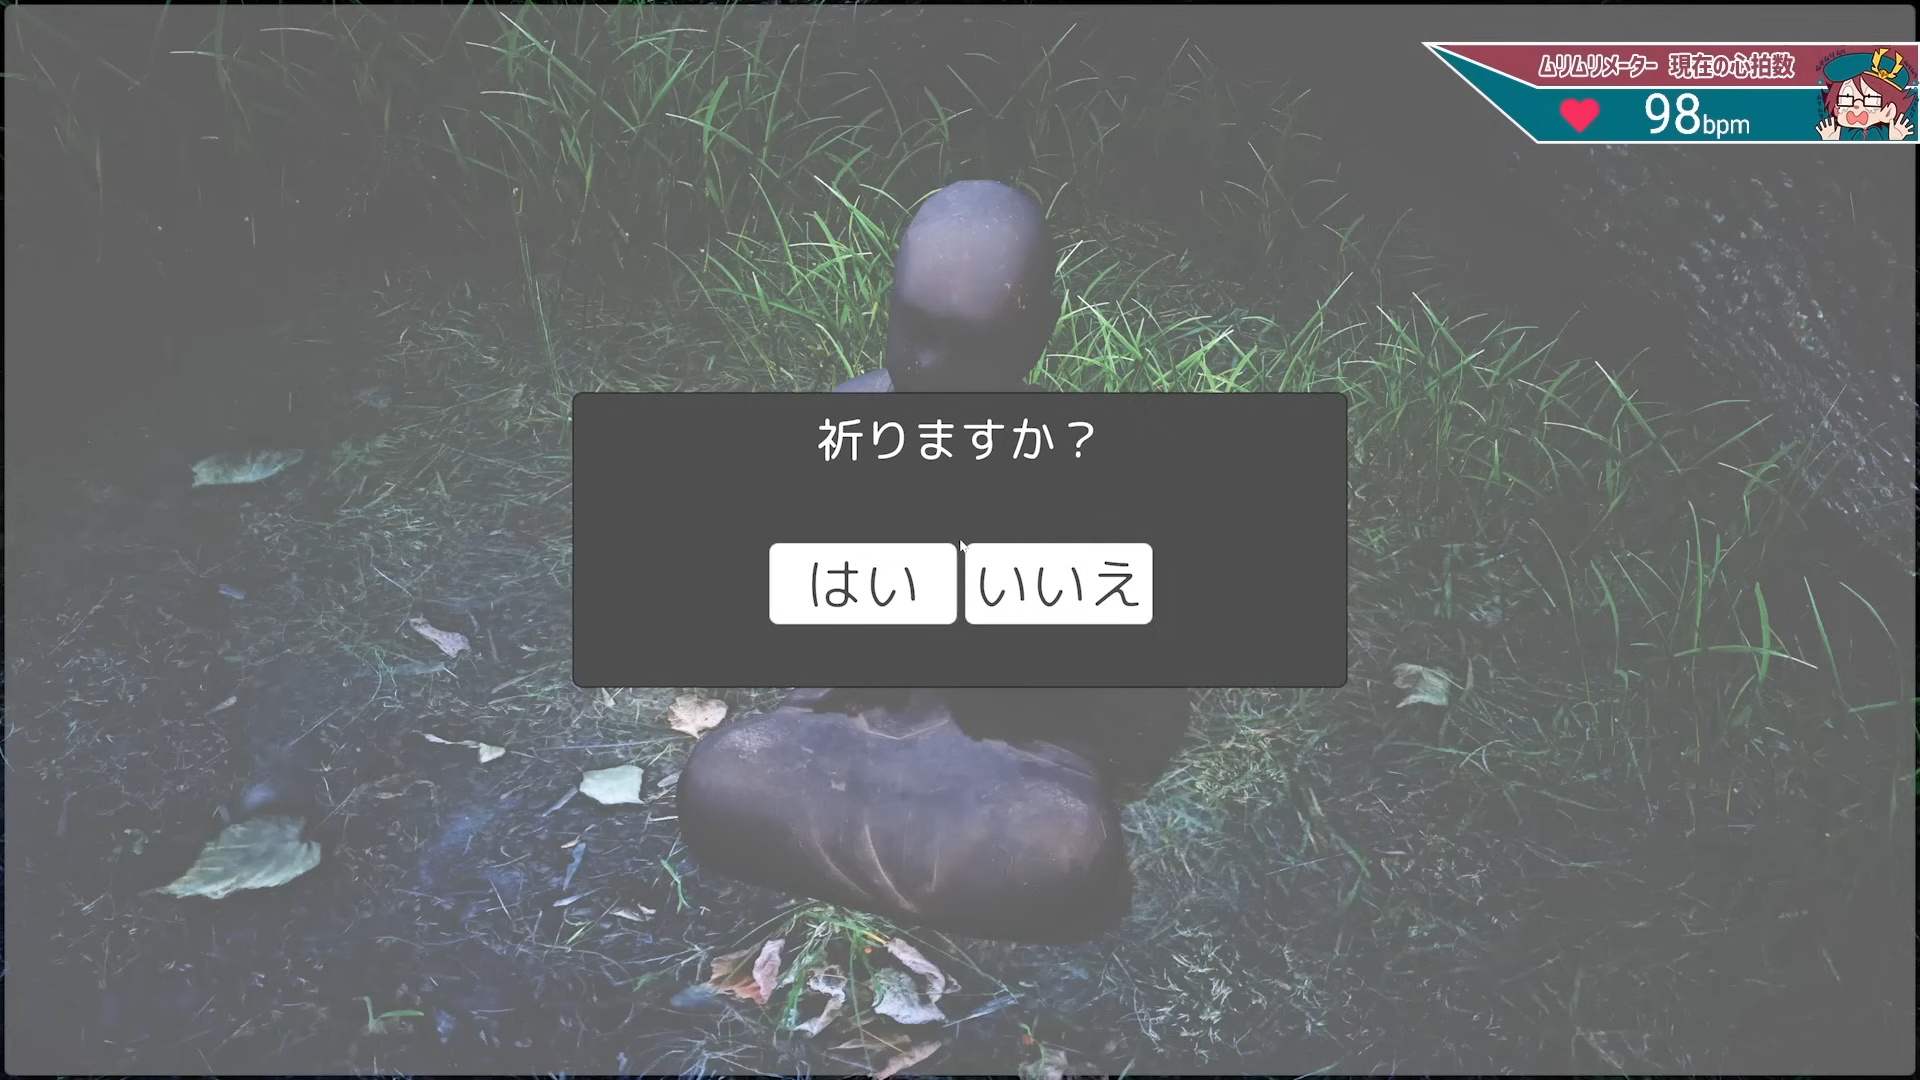 ムリムリメーター 現在の心拍数
98bpm
祈りますか？
はい
いいえ